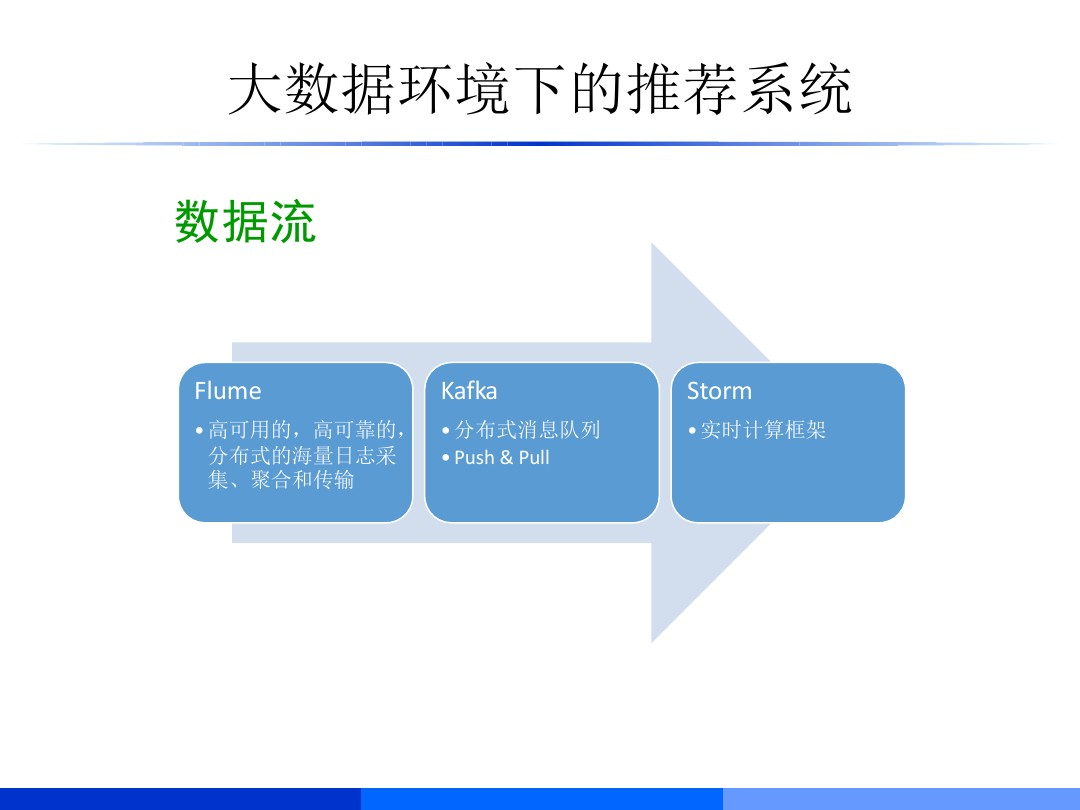 大数据环境下的推荐系统
数据流
Flume
•高可用的，高可靠的，
分布式的海量日志采
集、聚合和传输
Kafka
•分布式消息队列
•Push & Pull
Storm
•实时计算框架